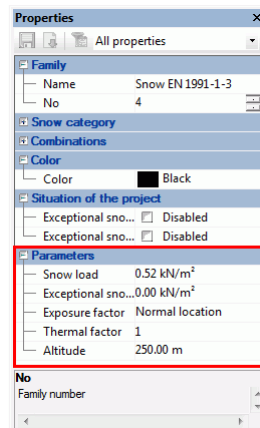 Properties
All properties
Family
Name Snow EN 1991-1-3
No 4
Snow category
Combinations
Color
Color Black
Situation of the project
Exceptional sno... Disabled
Exceptional sno... Disabled
Parameters
Snow load 0.52 kN/m²
Exceptional sno...0.00 kN/m²
Exposure factor Normal location
Thermal factor 1
Altitude 250.00 m
No
Family number